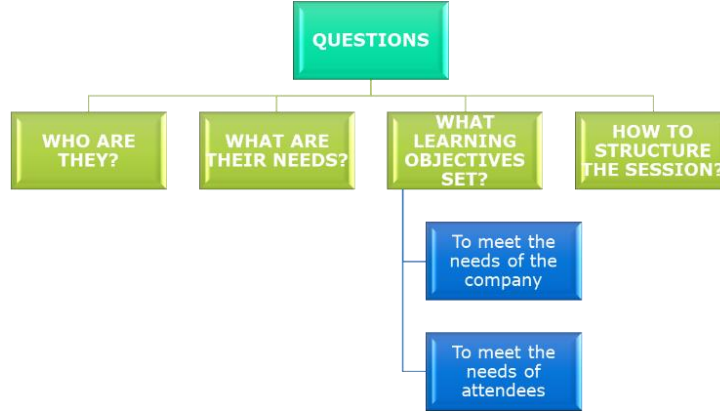 QUESTIONS
WHO ARE
THEY?
WHAT ARE
THEIR NEEDS?
WHAT
LEARNING
OBJECTIVES
SET?
HOW TO
STRUCTURE
THE SESSION?
To meet the
needs of the
company
To meet the
needs of
attendees